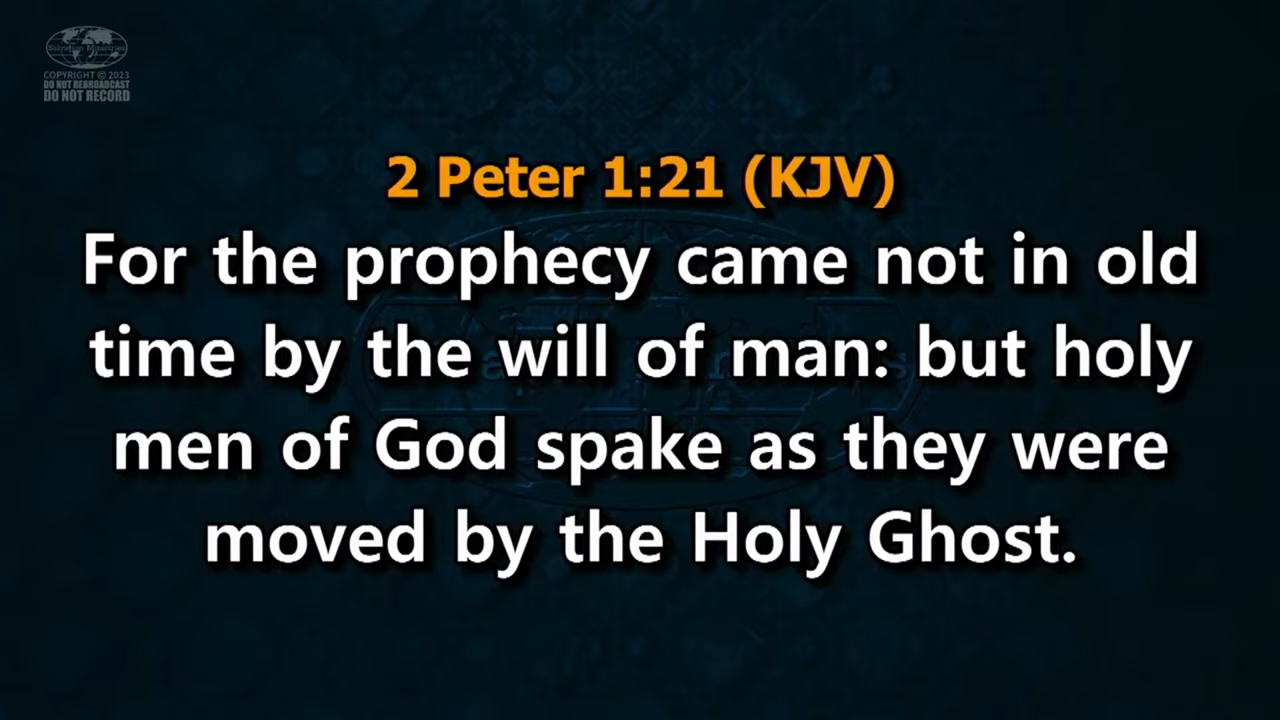 Salvation Ministries
COPYRIGHT © 2023
DO NOT REBROADCAST
DO NOT RECORD
2 Peter 1:21 (KJV)
For the prophecy came not in old
time by the will of man: but holy
men of God spake as they were
moved by the Holy Ghost.